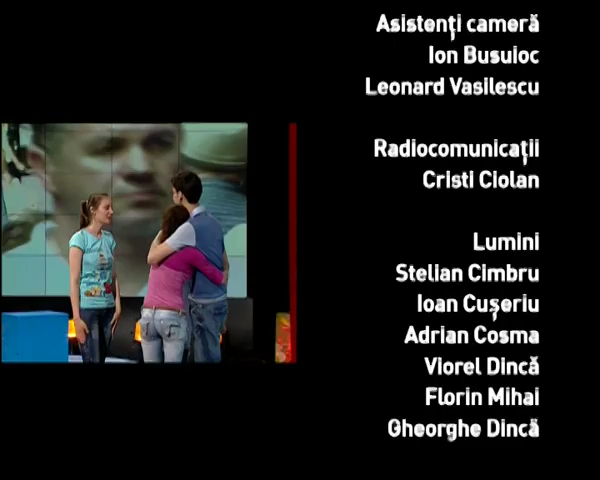 Asistenți cameră
Ion Busuioc
Leonard Vasilescu
Radiocomunicații
Cristi Ciolan
Lumini
Stelian Cimbru
Ioan Cușeriu
Adrian Cosma
Viorel Dincă
Florin Mihai
Gheorghe Dincă